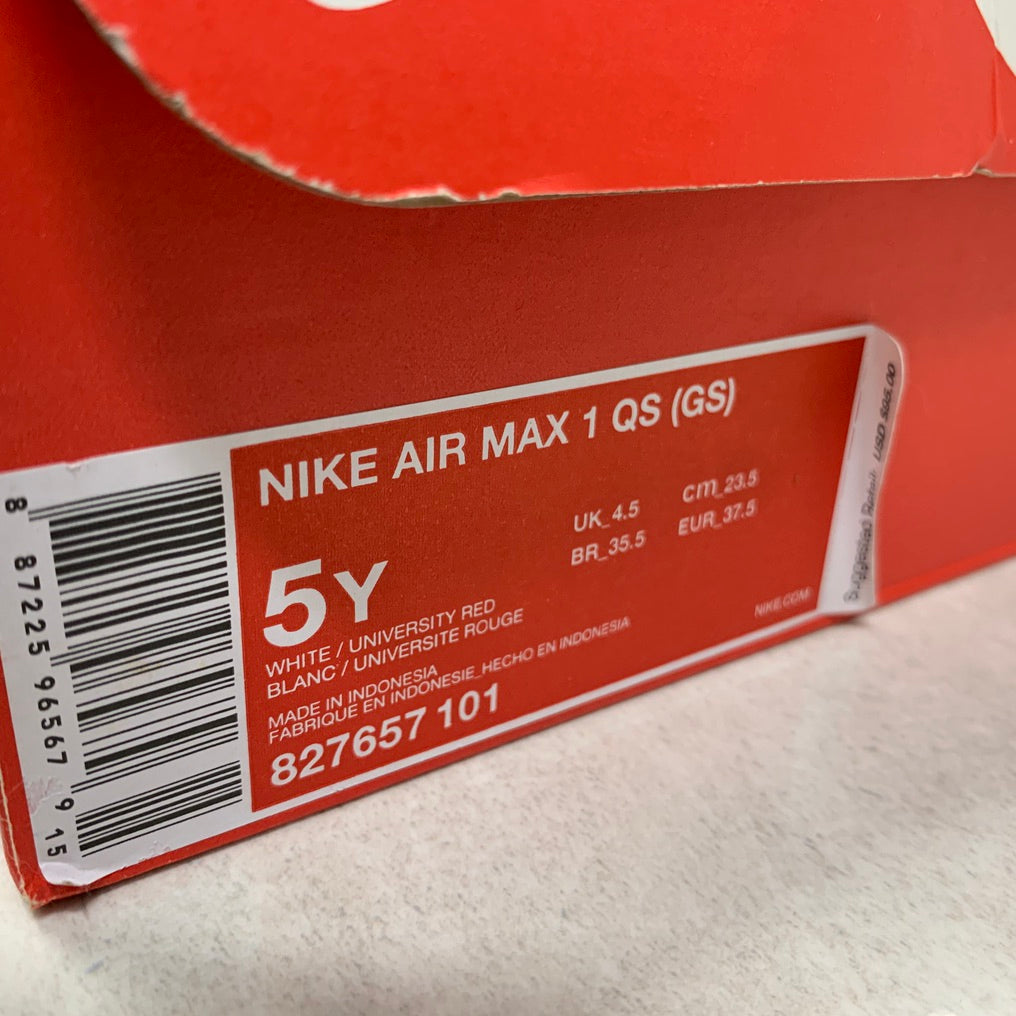 NIKE AIR MAX 1 QS (GS)
5Y
UK_4.5
cm_23.5
BR_35.5
EUR_37.5
WHITE / UNIVERSITY RED
BLANC / UNIVERSITE ROUGE
MADE IN INDONESIA
FABRIQUE EN INDONESIE_HECHO EN INDONESIA
827657 101
NIKE.COM
Suggested Retail: USD $95.00
8 87225 96567 9 15